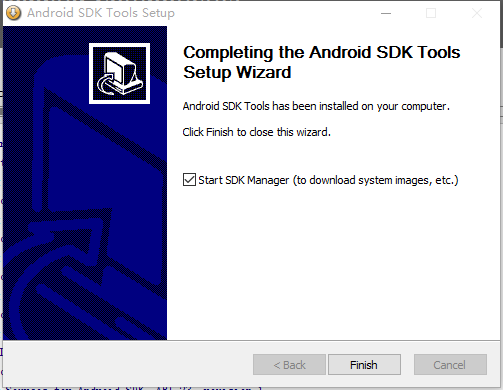 Android SDK Tools Setup
Completing the Android SDK Tools
Setup Wizard
Android SDK Tools has been installed on your computer.
Click Finish to close this wizard.
Start SDK Manager (to download system images, etc.)
< Back
Finish
Cancel